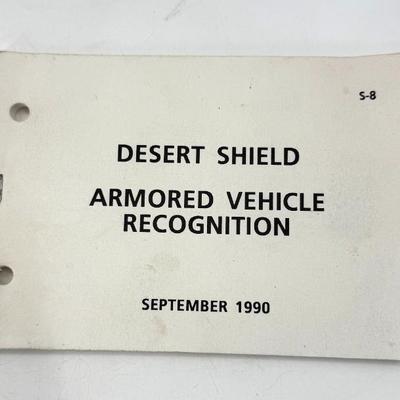 S-8
DESERT SHIELD
ARMORED VEHICLE
RECOGNITION
SEPTEMBER 1990